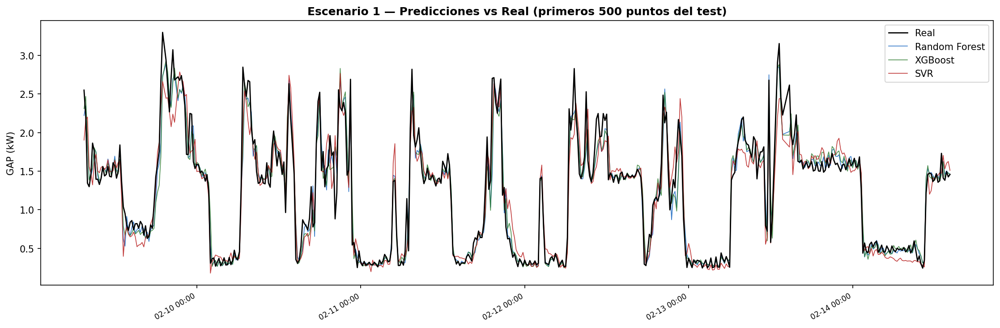 Escenario 1 — Predicciones vs Real (primeros 500 puntos del test)
Real
Random Forest
XGBoost
SVR
GAP (kW)
3.0
2.5
2.0
1.5
1.0
0.5
02-10 00:00
02-11 00:00
02-12 00:00
02-13 00:00
02-14 00:00